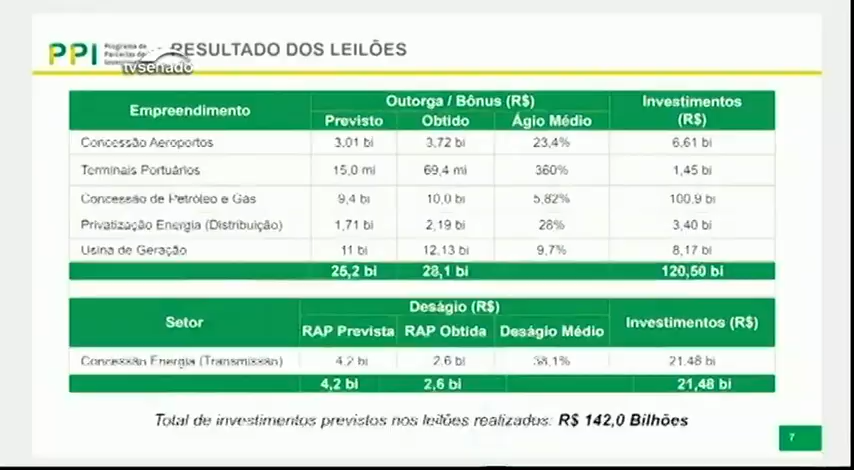 PPI Programa de Parcerias de Investimentos RESULTADO DOS LEILÕES
tvsenado
Empreendimento Outorga / Bônus (R$) Investimentos (R$)
Previsto Obtido Ágio Médio
Concessão Aeroportos 3,01 bi 3,72 bi 23,4% 6,61 bi
Terminais Portuários 15,0 mi 69,4 mi 360% 1,45 bi
Concessão de Petróleo e Gás 9,4 bi 10,0 bi 5,82% 100,9 bi
Privatização Energia (Distribuição) 1,71 bi 2,19 bi 28% 3,40 bi
Usina de Geração 11 bi 12,13 bi 9,7% 8,17 bi
25,2 bi 28,1 bi 120,50 bi
Setor Deságio (R$) Investimentos (R$)
RAP Prevista RAP Obtida Deságio Médio
Concessão Energia (Transmissão) 4,2 bi 2,6 bi 38,1% 21,48 bi
4,2 bi 2,6 bi 21,48 bi
Total de investimentos previstos nos leilões realizados: R$ 142,0 Bilhões
7